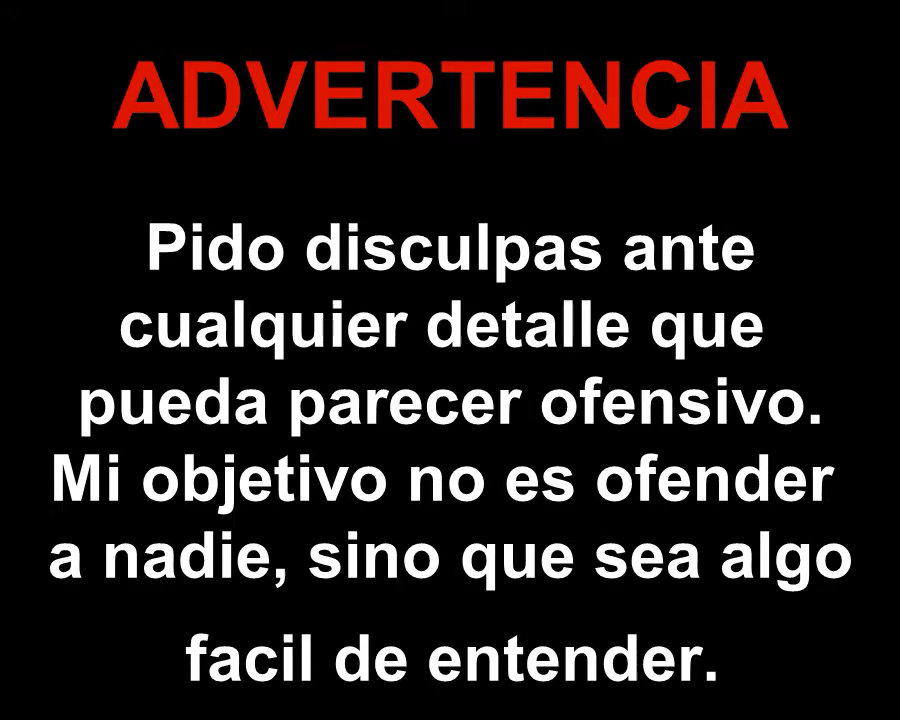 ADVERTENCIA
Pido disculpas ante
cualquier detalle que
pueda parecer ofensivo.
Mi objetivo no es ofender
a nadie, sino que sea algo
facil de entender.